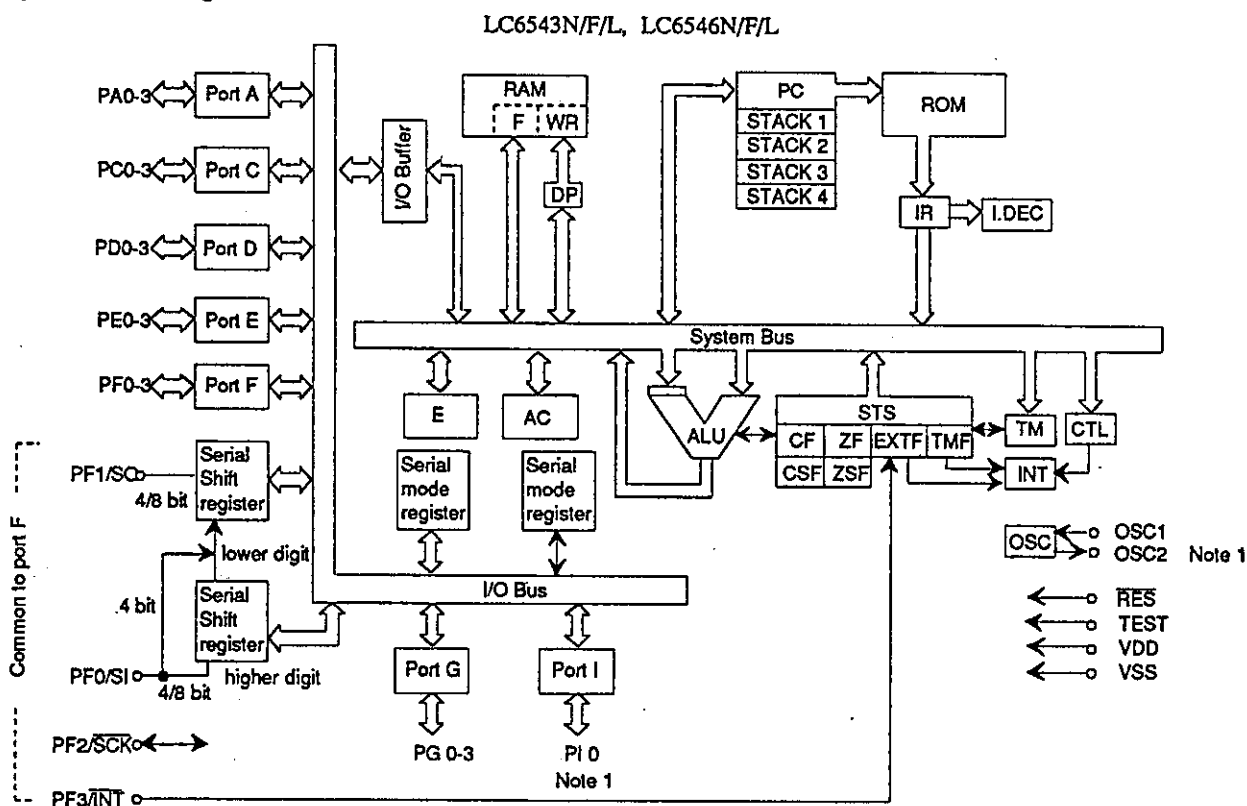 LC6543N/F/L, LC6546N/F/L
PA0-3
Port A
PC0-3
Port C
PD0-3
Port D
PE0-3
Port E
PF0-3
Port F
I/O Buffer
RAM
F
WR
DP
PC
STACK 1
STACK 2
STACK 3
STACK 4
ROM
IR
I.DEC
System Bus
E
AC
ALU
STS
CF
ZF
EXTF
TMF
CSF
ZSF
TM
CTL
INT
Common to port F
PF1/SO
4/8 bit
Serial
Shift
register
lower digit
.4 bit
Serial
Shift
register
PF0/SI
4/8 bit
higher digit
PF2/SCK
PF3/INT
Serial
mode
register
Serial
mode
register
I/O Bus
Port G
Port I
PG 0-3
PI 0
Note 1
OSC
OSC1
OSC2 Note 1
RES
TEST
VDD
VSS